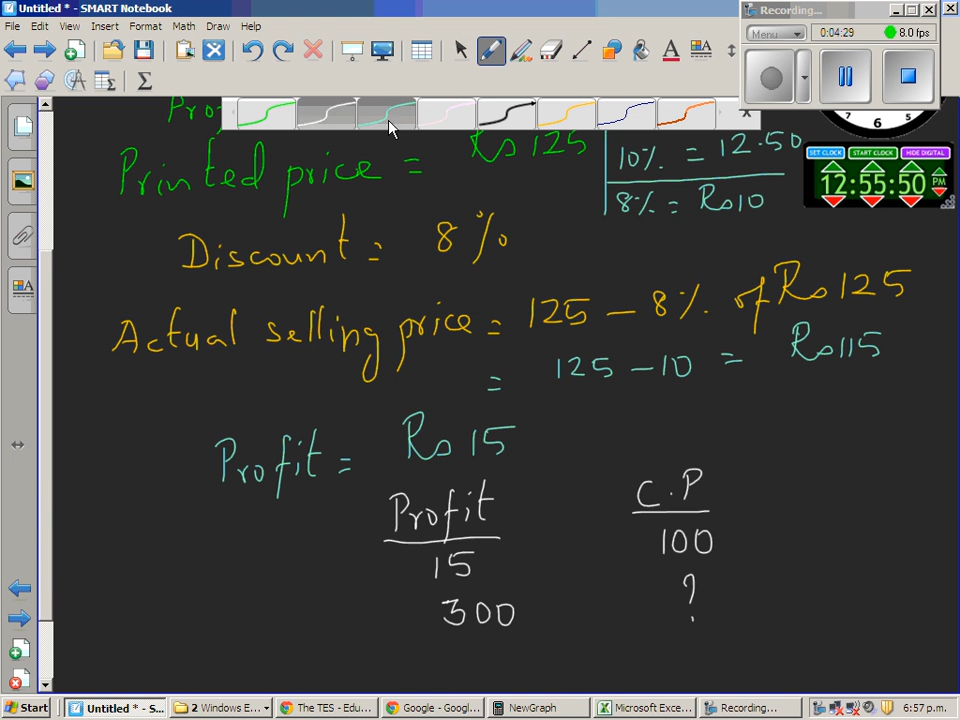 Untitled * - SMART Notebook
File Edit View Insert Format Math Draw Help
Recording...
Menu 0:04:29 8.0 fps
6
SET CLOCK START CLOCK HIDE DIGITAL
12:55:50 PM
Printed price = Rs 125
10% = 12.50
8% = Rs10
Discount = 8%
Actual selling price = 125 - 8% of Rs 125
= 125 - 10 = Rs 115
Profit = Rs 15
Profit C.P
15 100
300 ?
Start Untitled * - S... 2 Windows E... The TES - Edu... Google - Googl... NewGraph Microsoft Exce... Recording... 6:57 p.m.